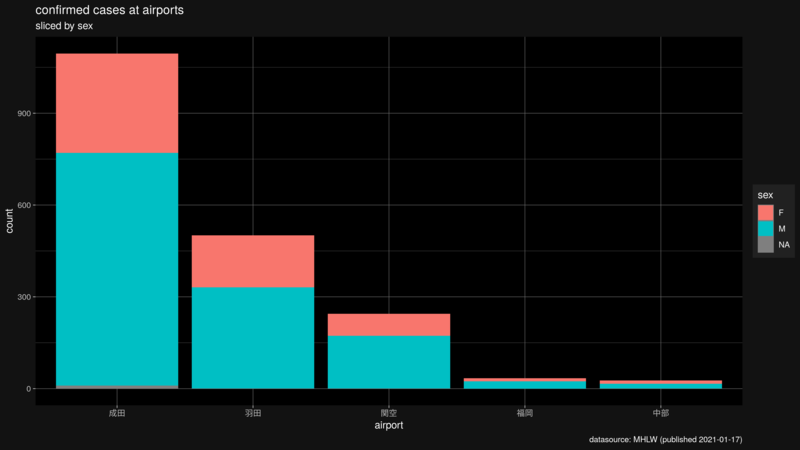 confirmed cases at airports
sliced by sex
count
900
600
300
0
成田 羽田 関空 福岡 中部
airport
sex
F
M
NA
datasource: MHLW (published 2021-01-17)